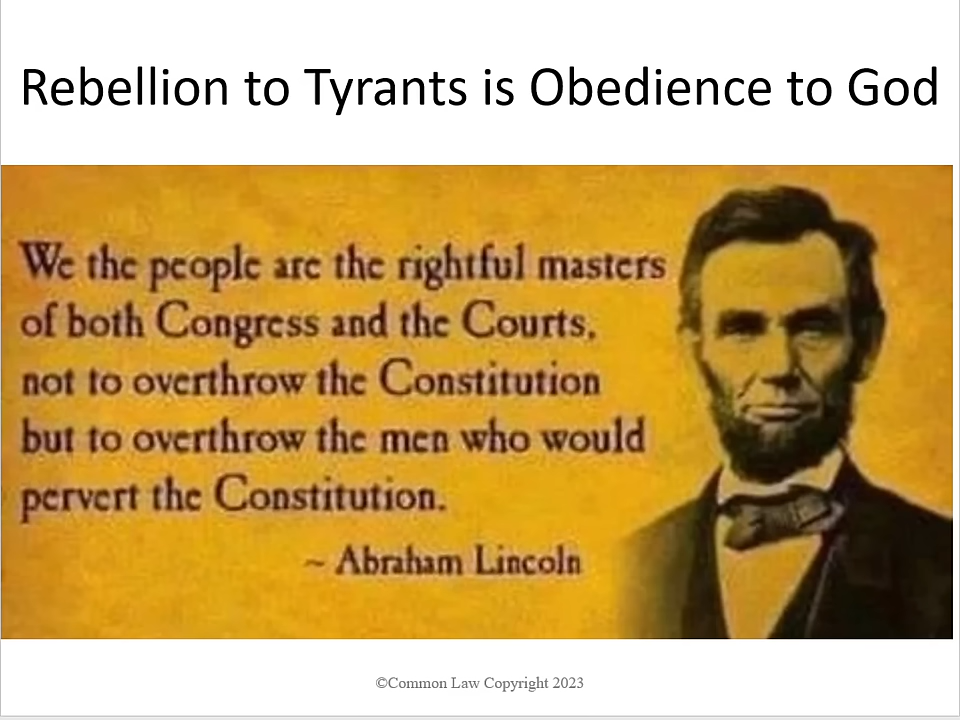 Rebellion to Tyrants is Obedience to God
We the people are the rightful masters
of both Congress and the Courts,
not to overthrow the Constitution
but to overthrow the men who would
pervert the Constitution.
~ Abraham Lincoln
©Common Law Copyright 2023